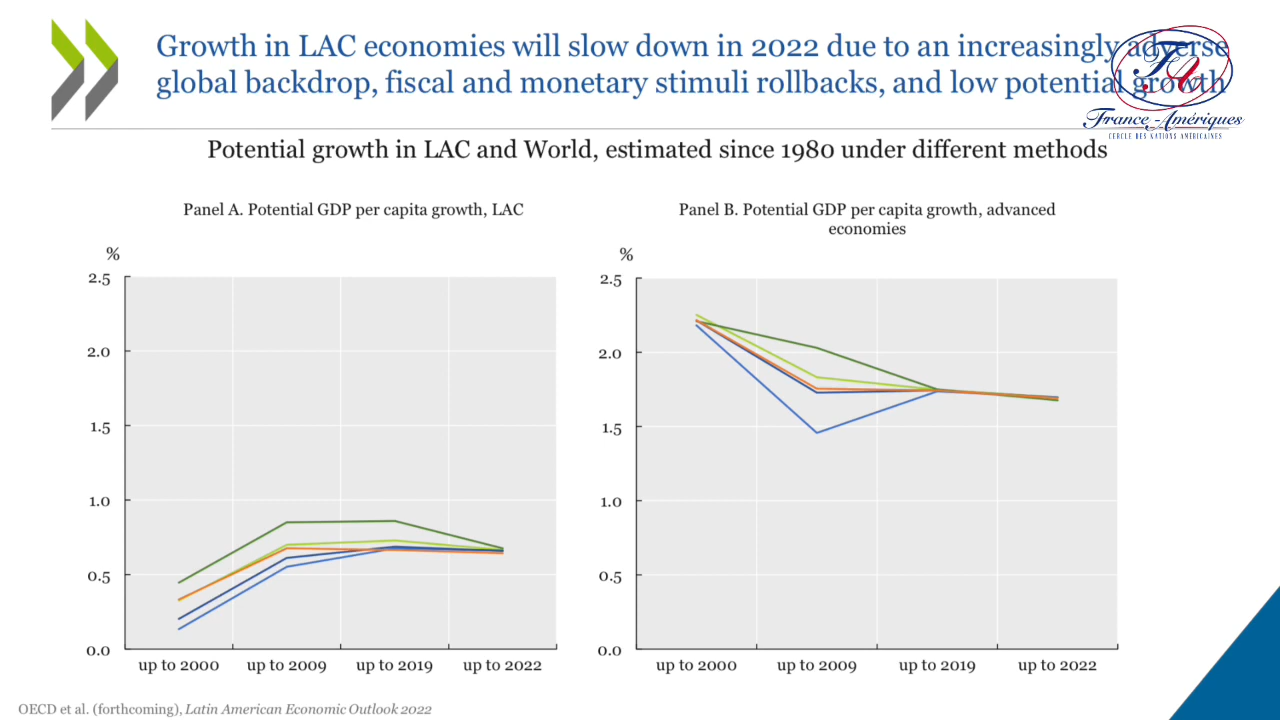 Growth in LAC economies will slow down in 2022 due to an increasingly adverse
global backdrop, fiscal and monetary stimuli rollbacks, and low potential growth
FA
France-Amériques
CERCLE DES NATIONS AMÉRICAINES
Potential growth in LAC and World, estimated since 1980 under different methods
Panel A. Potential GDP per capita growth, LAC
%
2.5
2.0
1.5
1.0
0.5
0.0
up to 2000 up to 2009 up to 2019 up to 2022
Panel B. Potential GDP per capita growth, advanced
economies
%
2.5
2.0
1.5
1.0
0.5
0.0
up to 2000 up to 2009 up to 2019 up to 2022
OECD et al. (forthcoming), Latin American Economic Outlook 2022